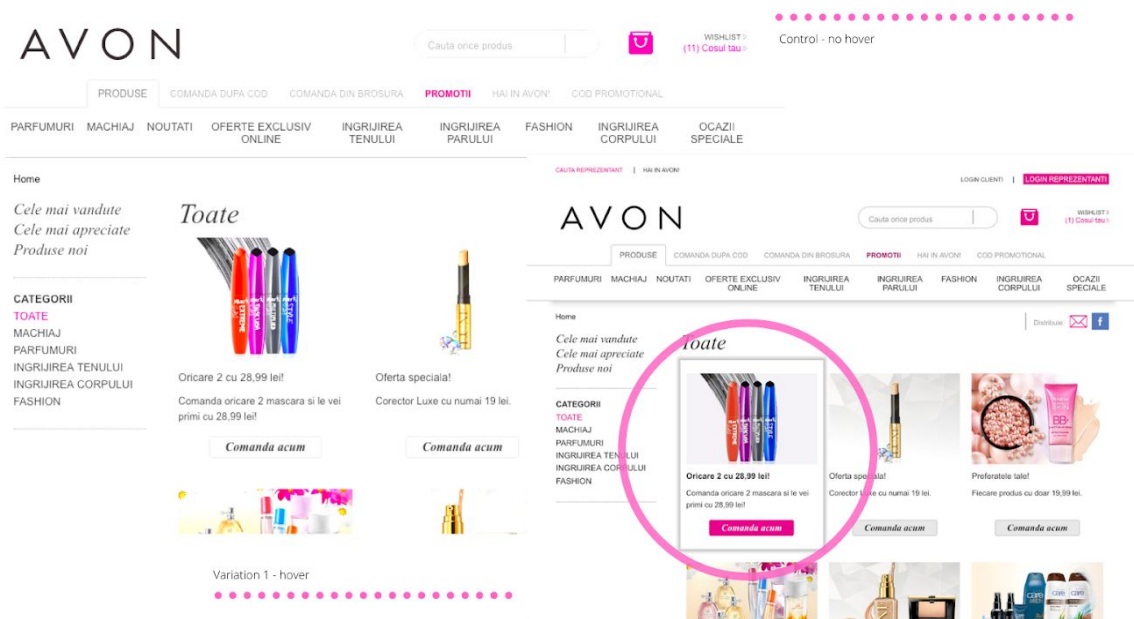 AVON
Cauta orice produs
WISHLIST
(11) Cosul tau
Control - no hover
PRODUSE COMANDA DUPA COD COMANDA DIN BROSURA PROMOTII HAI IN AVON! COD PROMOTIONAL
PARFUMURI MACHIAJ NOUTATI OFERTE EXCLUSIV ONLINE INGRIJIREA TENULUI INGRIJIREA PARULUI FASHION INGRIJIREA CORPULUI OCAZII SPECIALE
Home
Cele mai vandute
Cele mai apreciate
Produse noi
CATEGORII
TOATE
MACHIAJ
PARFUMURI
INGRIJIREA TENULUI
INGRIJIREA CORPULUI
FASHION
Toate
Oricare 2 cu 28,99 lei!
Comanda oricare 2 mascara si le vei
primi cu 28,99 lei!
Comanda acum
Oferta speciala!
Corector Luxe cu numai 19 lei.
Comanda acum
Variation 1 - hover
CAUTA REPREZENTANT | HAI IN AVON!
LOGIN CLIENTI | LOGIN REPREZENTANTI
AVON
Cauta orice produs
WISHLIST
(1) Cosul tau
PRODUSE COMANDA DUPA COD COMANDA DIN BROSURA PROMOTII HAI IN AVON! COD PROMOTIONAL
PARFUMURI MACHIAJ NOUTATI OFERTE EXCLUSIV ONLINE INGRIJIREA TENULUI INGRIJIREA PARULUI FASHION INGRIJIREA CORPULUI OCAZII SPECIALE
Home
Distribuie
f
Cele mai vandute
Cele mai apreciate
Produse noi
CATEGORII
TOATE
MACHIAJ
PARFUMURI
INGRIJIREA TENULUI
INGRIJIREA CORPULUI
FASHION
Toate
Oricare 2 cu 28,99 lei!
Comanda oricare 2 mascara si le vei
primi cu 28,99 lei!
Comanda acum
Oferta speciala!
Corector Luxe cu numai 19 lei.
Comanda acum
BB
Preferatele tale!
Fiecare produs cu doar 19,99 lei.
Comanda acum
care
care